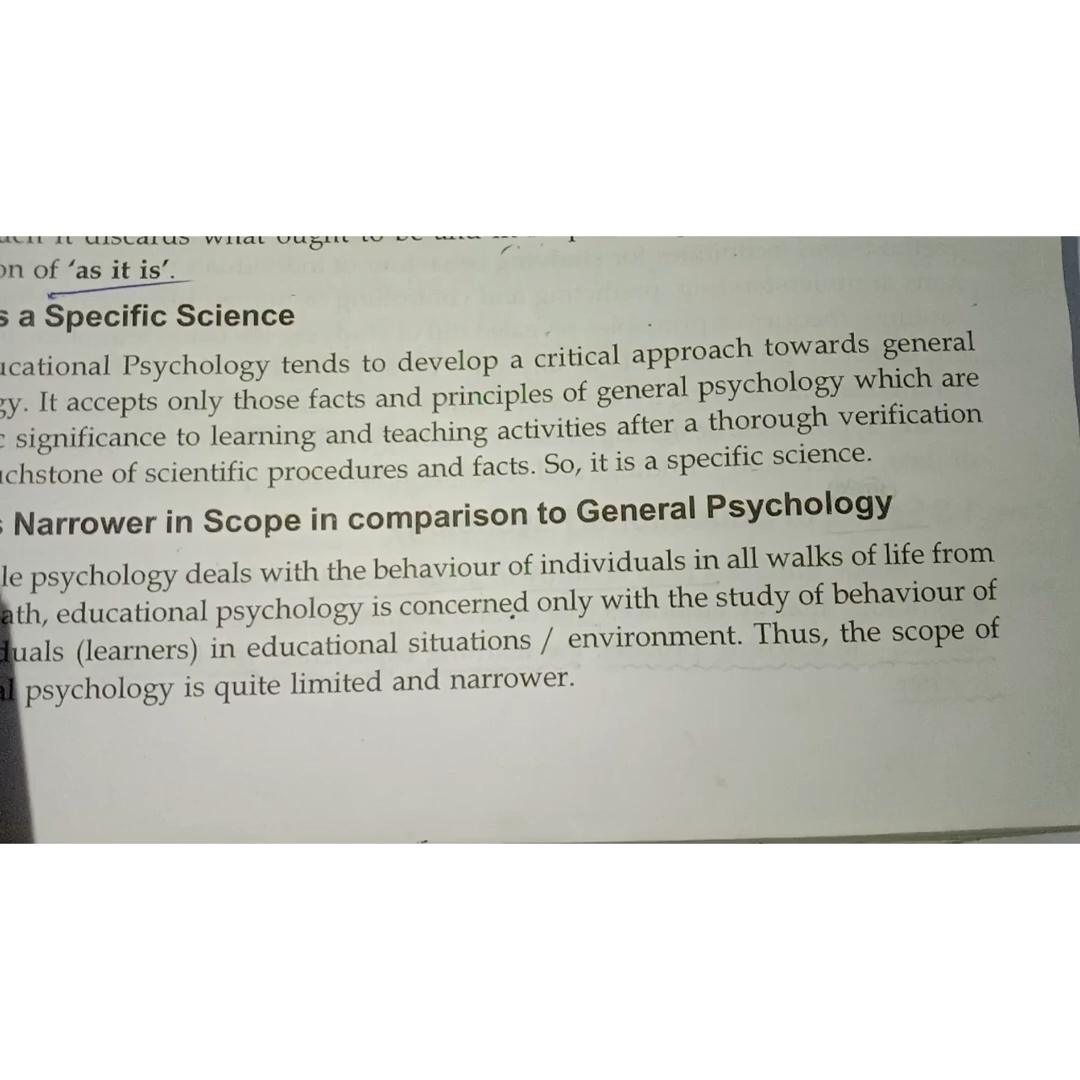 on of 'as it is'.
s a Specific Science
ucational Psychology tends to develop a critical approach towards general
gy. It accepts only those facts and principles of general psychology which are
c significance to learning and teaching activities after a thorough verification
uchstone of scientific procedures and facts. So, it is a specific science.
s Narrower in Scope in comparison to General Psychology
le psychology deals with the behaviour of individuals in all walks of life from
ath, educational psychology is concerned only with the study of behaviour of
duals (learners) in educational situations / environment. Thus, the scope of
al psychology is quite limited and narrower.